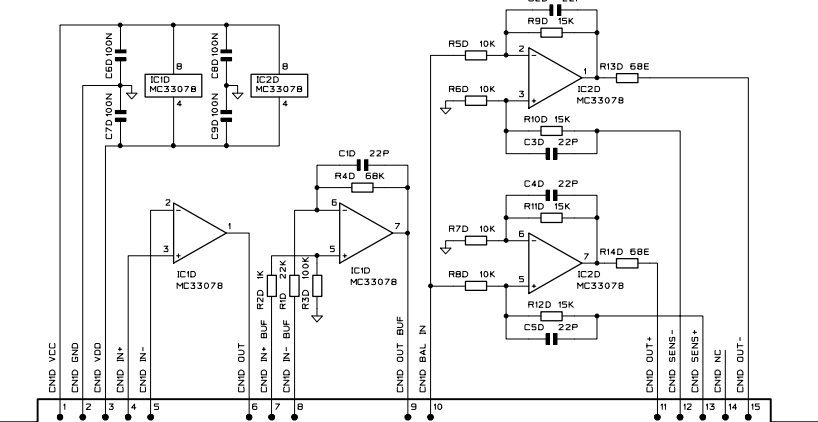 C2D 22P
R9D 15K
R5D 10K
2
1
R13D 68E
IC2D
MC33078
R6D 10K
3
R10D 15K
C3D 22P
C6D 100N
8
IC1D
MC33078
4
C8D 100N
8
IC2D
MC33078
4
C7D 100N
C9D 100N
C1D 22P
R4D 68K
2
1
3
IC1D
MC33078
6
7
5
IC1D
MC33078
R2D 1K
R1D 22K
R3D 100K
C4D 22P
R11D 15K
R7D 10K
6
7
R14D 68E
IC2D
MC33078
R8D 10K
5
R12D 15K
C5D 22P
CN1D VCC
CN1D GND
CN1D VDD
CN1D IN+
CN1D IN-
CN1D OUT
CN1D IN+ BUF
CN1D IN- BUF
CN1D OUT BUF
CN1D BAL IN
CN1D OUT+
CN1D SENS-
CN1D SENS+
CN1D NC
CN1D OUT-
1 2 3 4 5 6 7 8 9 10 11 12 13 14 15